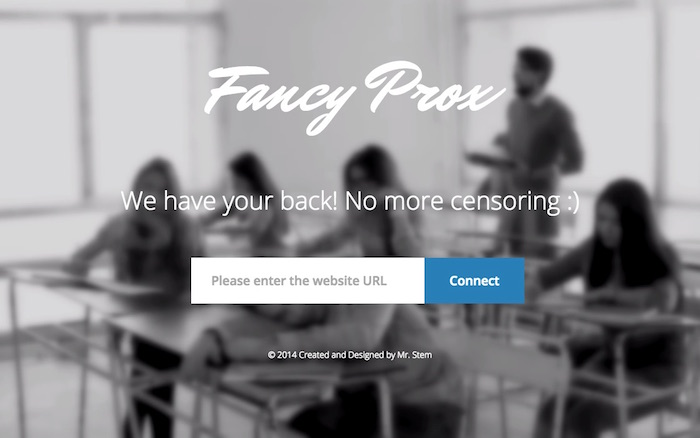 Fancy Prox
We have your back! No more censoring :)
Please enter the website URL
Connect
© 2014 Created and Designed by Mr. Stem